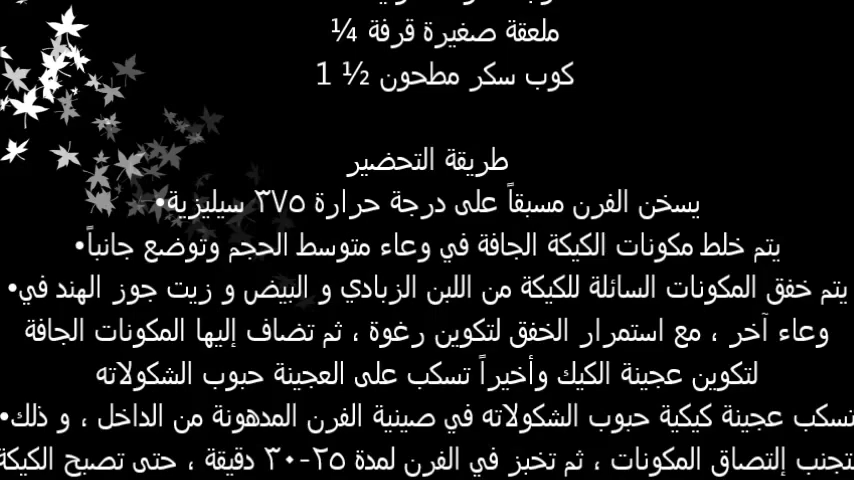 ملعقة صغيرة قرفة ¼
كوب سكر مطحون ½ 1
طريقة التحضير
يسخن الفرن مسبقاً على درجة حرارة ٣٧٥ سيليزية•
يتم خلط مكونات الكيكة الجافة في وعاء متوسط الحجم وتوضع جانباً•
يتم خفق المكونات السائلة للكيكة من اللبن الزبادي و البيض و زيت جوز الهند في•
وعاء آخر ، مع استمرار الخفق لتكوين رغوة ، ثم تضاف إليها المكونات الجافة
لتكوين عجينة الكيك وأخيراً تسكب على العجينة حبوب الشكولاته
تسكب عجينة كيكية حبوب الشكولاته في صينية الفرن المدهونة من الداخل ، و ذلك•
لتجنب إلتصاق المكونات ، ثم تخبز في الفرن لمدة ٢٥-٣٠ دقيقة ، حتى تصبح الكيكة